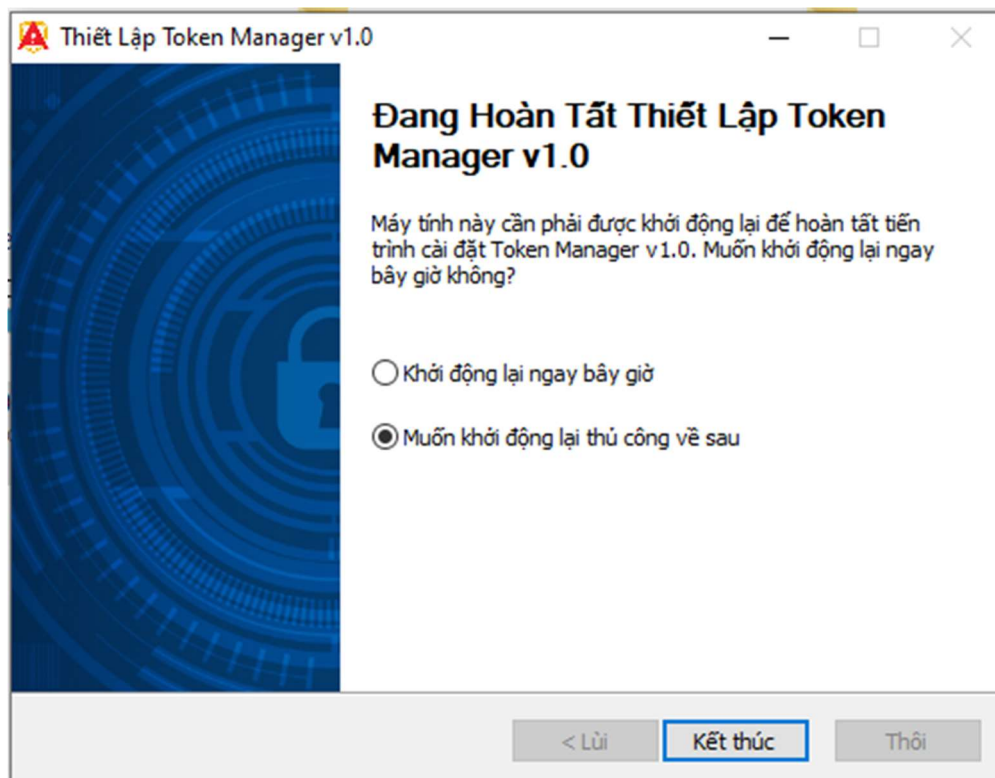 Thiết Lập Token Manager v1.0
Đang Hoàn Tất Thiết Lập Token
Manager v1.0
Máy tính này cần phải được khởi động lại để hoàn tất tiến
trình cài đặt Token Manager v1.0. Muốn khởi động lại ngay
bây giờ không?
Khởi động lại ngay bây giờ
Muốn khởi động lại thủ công về sau
< Lùi
Kết thúc
Thôi